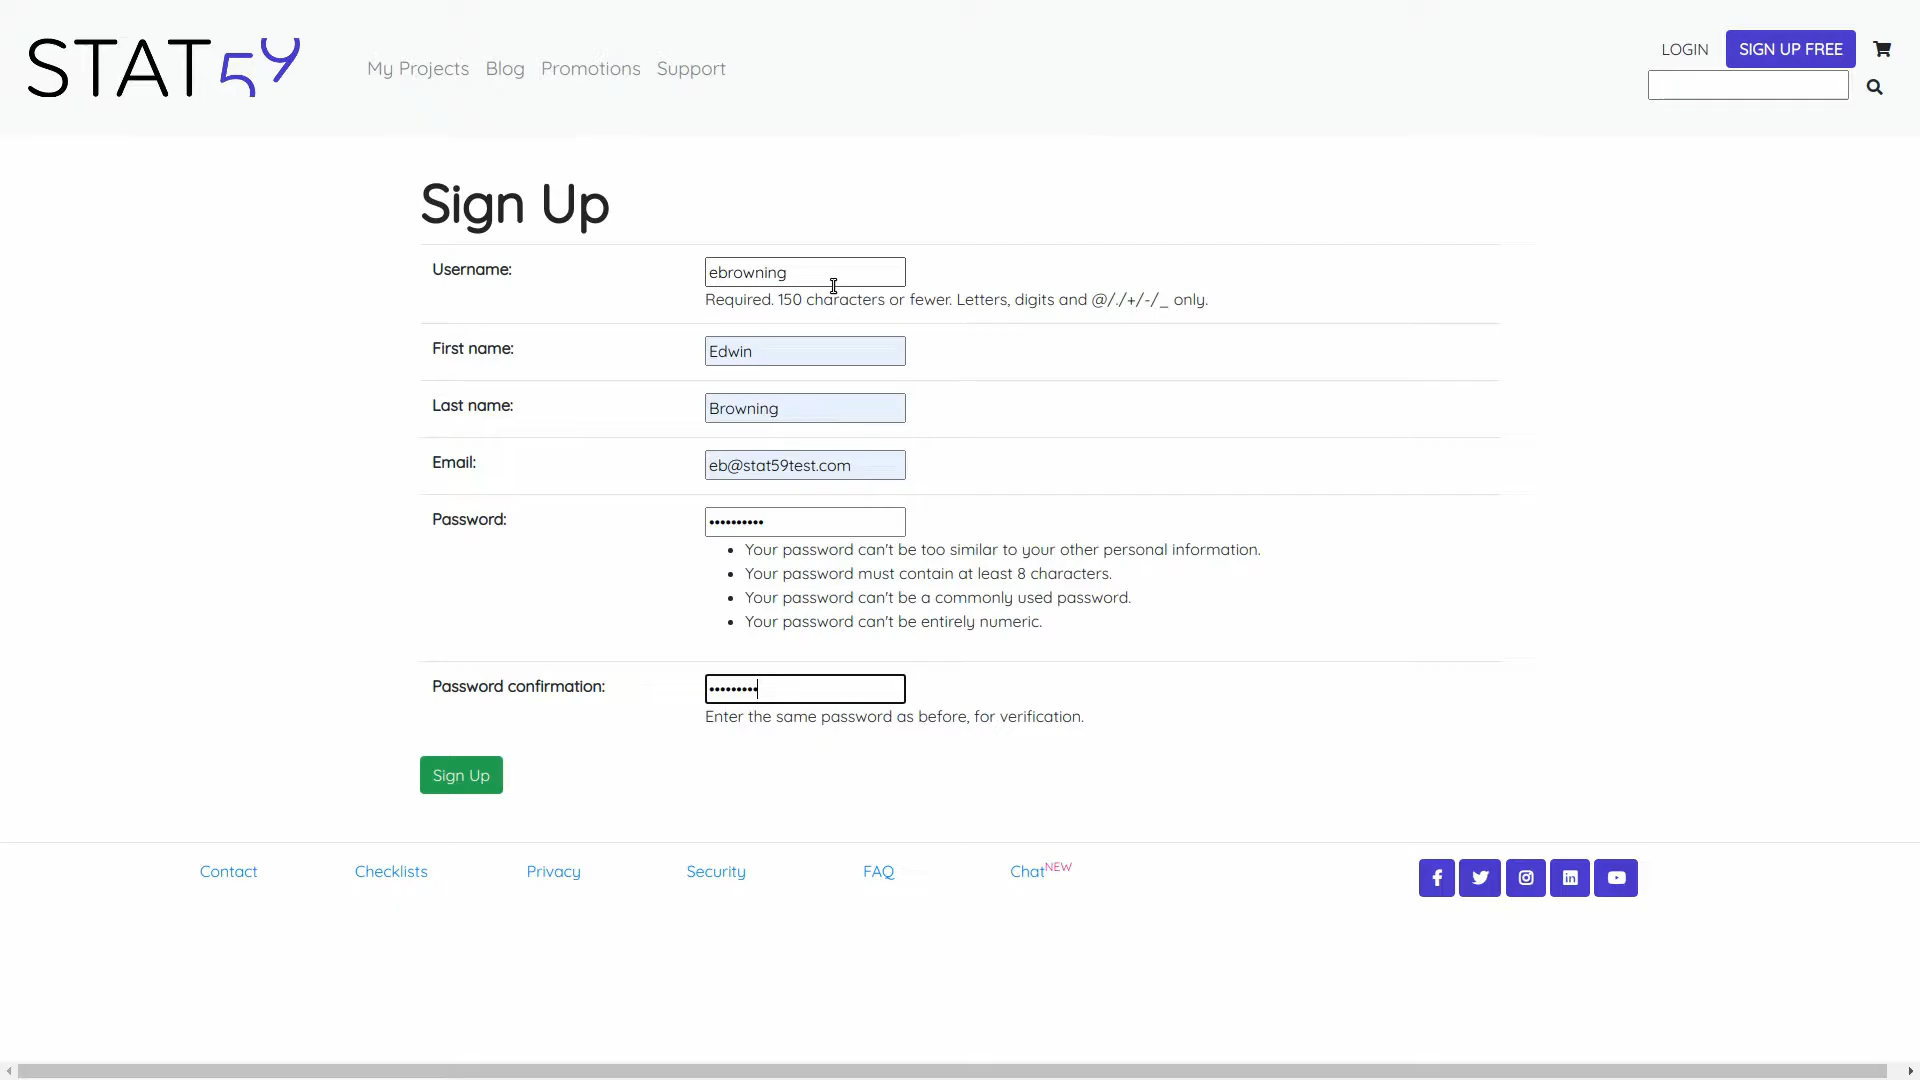 STAT59
My Projects Blog Promotions Support
LOGIN SIGN UP FREE
Sign Up
Username: ebrowning
Required. 150 characters or fewer. Letters, digits and @/./+/-/_ only.
First name: Edwin
Last name: Browning
Email: eb@stat59test.com
Password: ••••••••••
• Your password can't be too similar to your other personal information.
• Your password must contain at least 8 characters.
• Your password can't be a commonly used password.
• Your password can't be entirely numeric.
Password confirmation: •••••••••
Enter the same password as before, for verification.
Sign Up
Contact Checklists Privacy Security FAQ Chat NEW